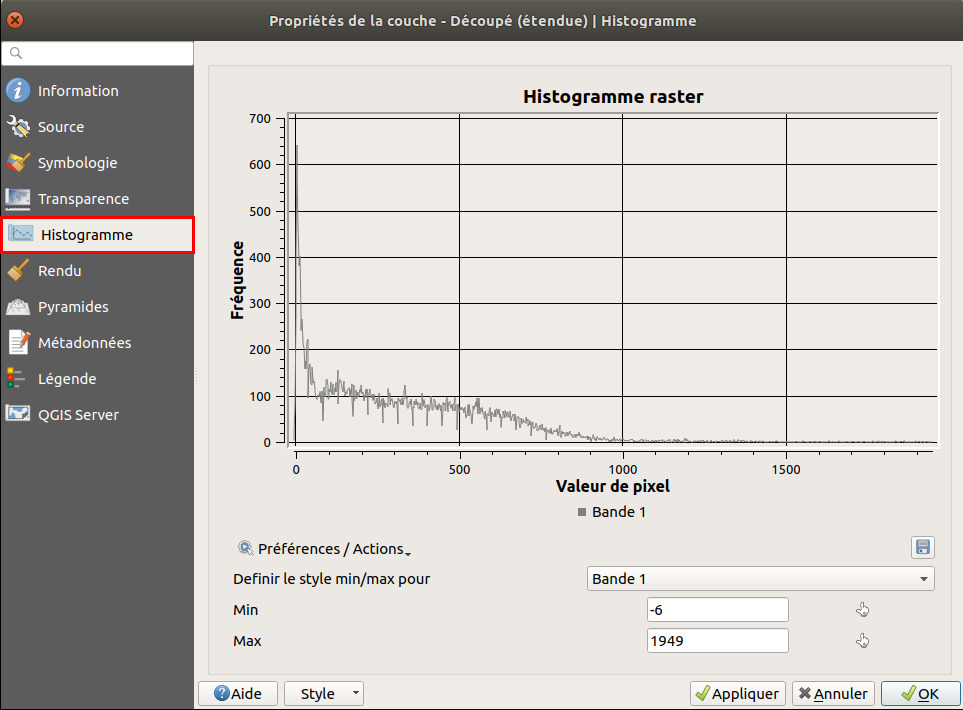 Propriétés de la couche - Découpé (étendue) | Histogramme
Information
Source
Symbologie
Transparence
Histogramme
Rendu
Pyramides
Métadonnées
Légende
QGIS Server
Histogramme raster
Fréquence
700
600
500
400
300
200
100
0
0 500 1000 1500
Valeur de pixel
Bande 1
Préférences / Actions
Definir le style min/max pour Bande 1
Min -6
Max 1949
Aide Style Appliquer Annuler OK